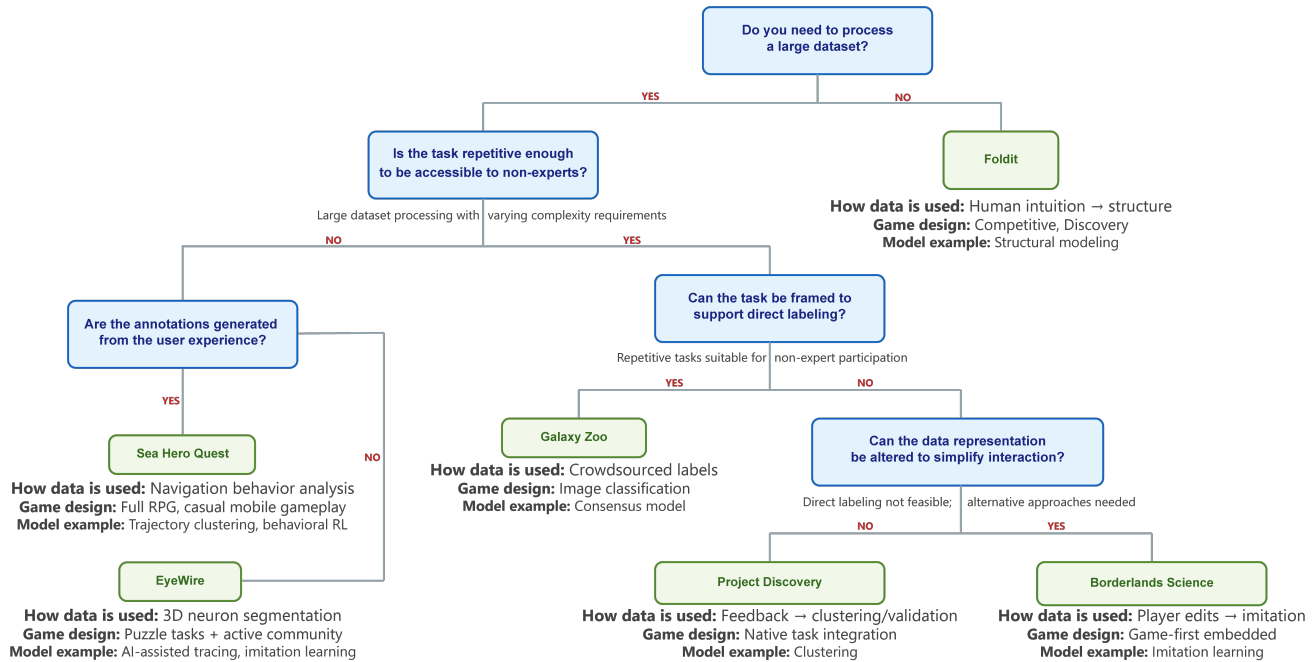 Do you need to process
a large dataset?
YES
NO
Is the task repetitive enough
to be accessible to non-experts?
Foldit
How data is used: Human intuition → structure
Game design: Competitive, Discovery
Model example: Structural modeling
Large dataset processing with varying complexity requirements
NO
YES
Are the annotations generated
from the user experience?
Can the task be framed to
support direct labeling?
Repetitive tasks suitable for non-expert participation
YES
NO
YES
NO
Sea Hero Quest
How data is used: Navigation behavior analysis
Game design: Full RPG, casual mobile gameplay
Model example: Trajectory clustering, behavioral RL
Galaxy Zoo
How data is used: Crowdsourced labels
Game design: Image classification
Model example: Consensus model
Can the data representation
be altered to simplify interaction?
Direct labeling not feasible; alternative approaches needed
NO
YES
EyeWire
How data is used: 3D neuron segmentation
Game design: Puzzle tasks + active community
Model example: AI-assisted tracing, imitation learning
Project Discovery
How data is used: Feedback → clustering/validation
Game design: Native task integration
Model example: Clustering
Borderlands Science
How data is used: Player edits → imitation
Game design: Game-first embedded
Model example: Imitation learning